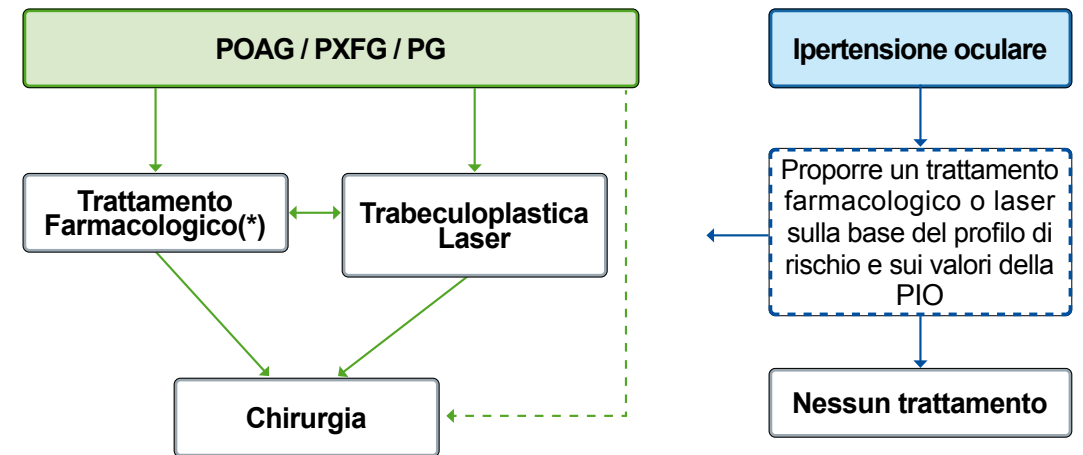 POAG / PXFG / PG
Trattamento
Farmacologico(*)
Trabeculoplastica
Laser
Chirurgia
Ipertensione oculare
Proporre un trattamento
farmacologico o laser
sulla base del profilo di
rischio e sui valori della
PIO
Nessun trattamento